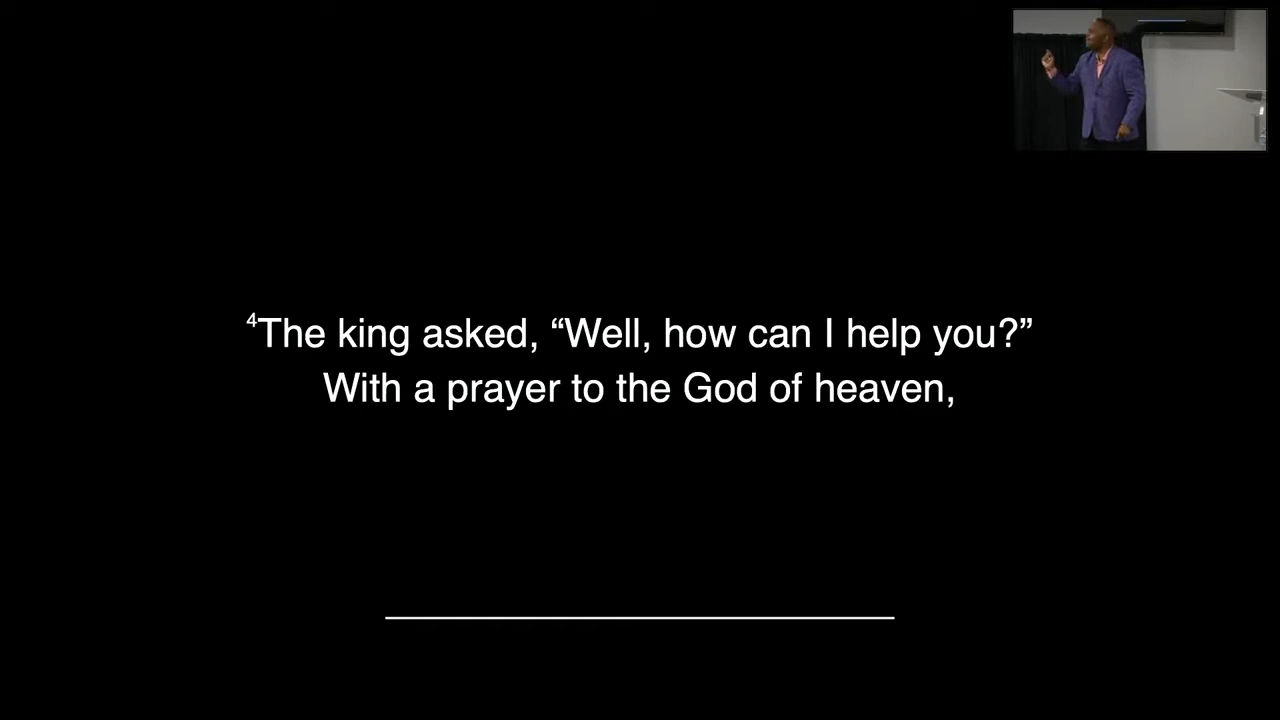 ⁴The king asked, “Well, how can I help you?”
With a prayer to the God of heaven,